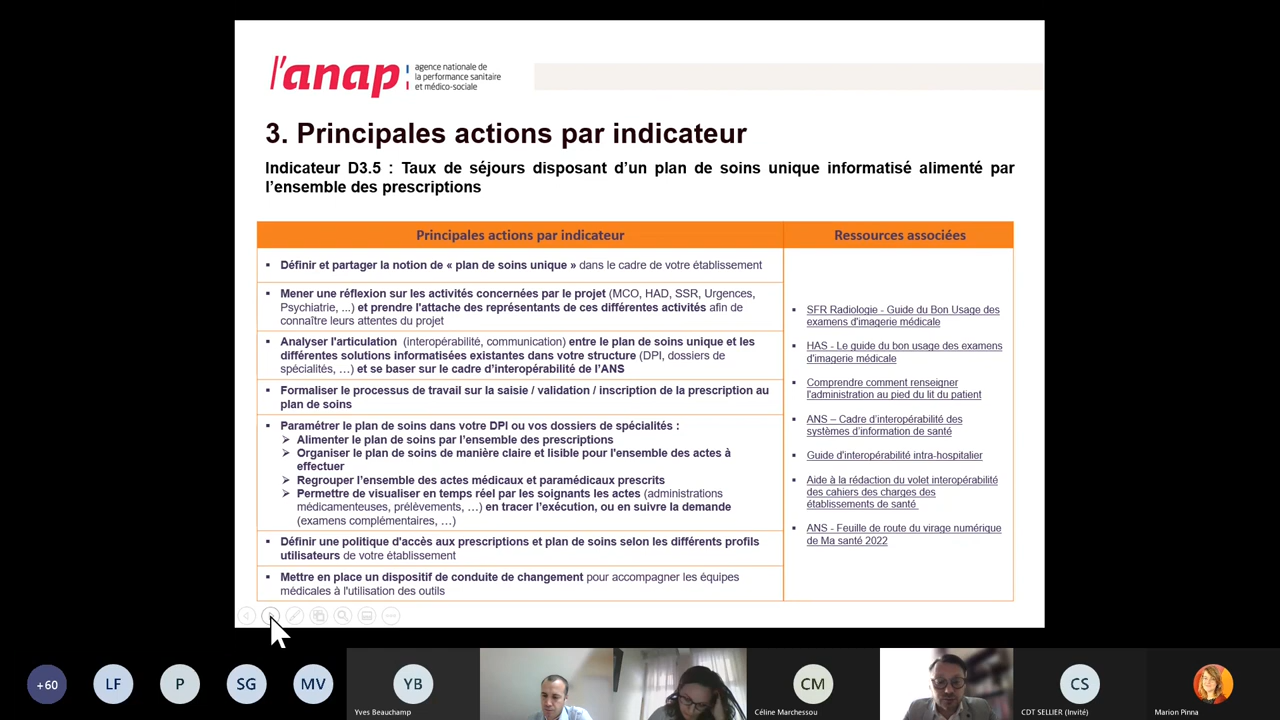 l'anap
agence nationale de
la performance sanitaire
et médico-sociale
3. Principales actions par indicateur
Indicateur D3.5 : Taux de séjours disposant d’un plan de soins unique informatisé alimenté par
l’ensemble des prescriptions
Principales actions par indicateur
Définir et partager la notion de « plan de soins unique » dans le cadre de votre établissement
Mener une réflexion sur les activités concernées par le projet (MCO, HAD, SSR, Urgences,
Psychiatrie, ...) et prendre l'attache des représentants de ces différentes activités afin de
connaître leurs attentes du projet
Analyser l'articulation (interopérabilité, communication) entre le plan de soins unique et les
différentes solutions informatisées existantes dans votre structure (DPI, dossiers de
spécialités, …) et se baser sur le cadre d’interopérabilité de l’ANS
Formaliser le processus de travail sur la saisie / validation / inscription de la prescription au
plan de soins
Paramétrer le plan de soins dans votre DPI ou vos dossiers de spécialités :
Alimenter le plan de soins par l’ensemble des prescriptions
Organiser le plan de soins de manière claire et lisible pour l'ensemble des actes à
effectuer
Regrouper l’ensemble des actes médicaux et paramédicaux prescrits
Permettre de visualiser en temps réel par les soignants les actes (administrations
médicamenteuses, prélèvements, …) en tracer l’exécution, ou en suivre la demande
(examens complémentaires, …)
Définir une politique d'accès aux prescriptions et plan de soins selon les différents profils
utilisateurs de votre établissement
Mettre en place un dispositif de conduite de changement pour accompagner les équipes
médicales à l'utilisation des outils
Ressources associées
SFR Radiologie - Guide du Bon Usage des
examens d'imagerie médicale
HAS - Le guide du bon usage des examens
d'imagerie médicale
Comprendre comment renseigner
l'administration au pied du lit du patient
ANS – Cadre d’interopérabilité des
systèmes d’information de santé
Guide d'interopérabilité intra-hospitalier
Aide à la rédaction du volet interopérabilité
des cahiers des charges des
établissements de santé
ANS - Feuille de route du virage numérique
de Ma santé 2022
+60
LF
P
SG
MV
YB
Yves Beauchamp
CM
Céline Marchessou
CS
CDT SELLIER (Invité)
Marion Pinna